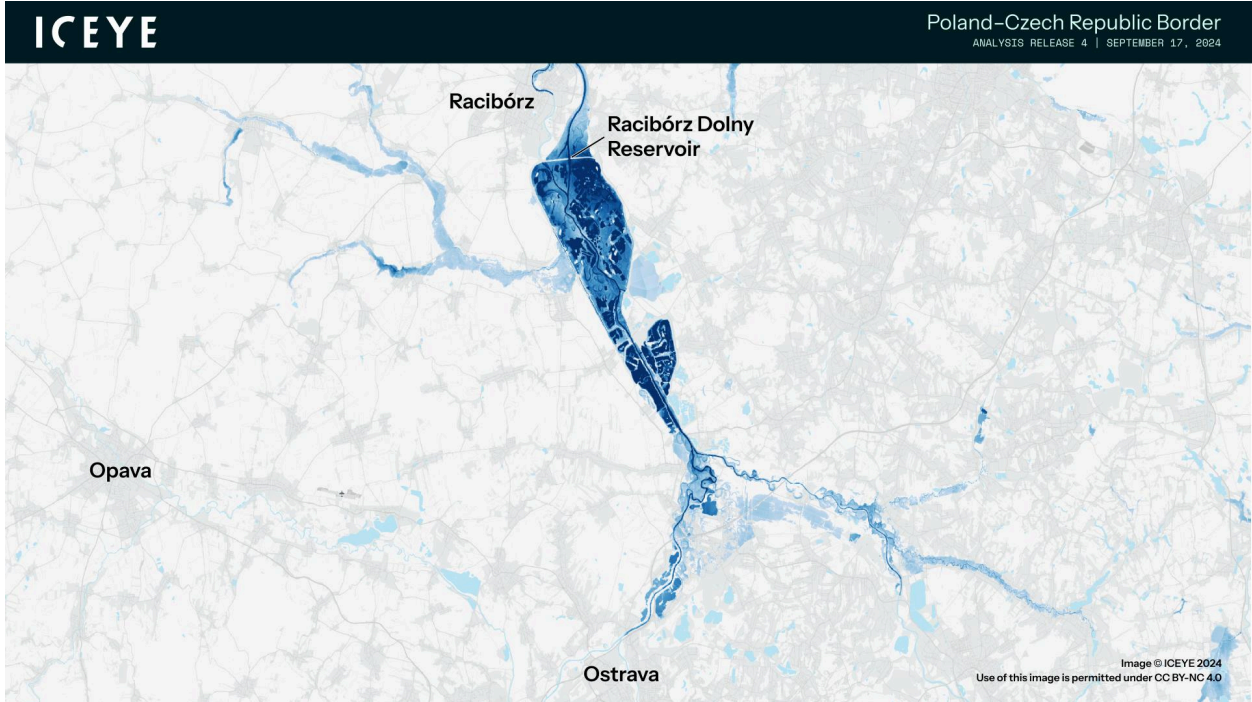 ICEYE
Poland–Czech Republic Border
ANALYSIS RELEASE 4 | SEPTEMBER 17, 2024
Racibórz
Racibórz Dolny
Reservoir
Opava
Ostrava
Image © ICEYE 2024
Use of this image is permitted under CC BY-NC 4.0